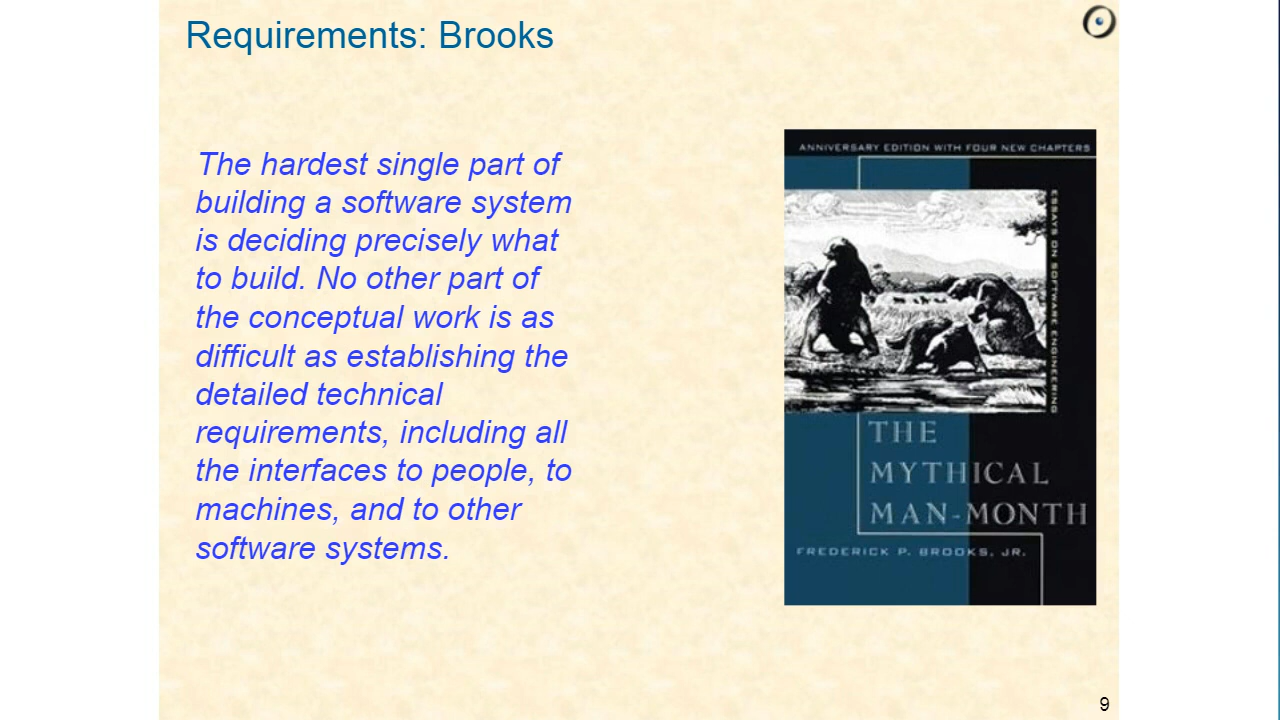 Requirements: Brooks
The hardest single part of
building a software system
is deciding precisely what
to build. No other part of
the conceptual work is as
difficult as establishing the
detailed technical
requirements, including all
the interfaces to people, to
machines, and to other
software systems.
ANNIVERSARY EDITION WITH FOUR NEW CHAPTERS
ESSAYS ON SOFTWARE ENGINEERING
THE
MYTHICAL
MAN-MONTH
FREDERICK P. BROOKS, JR.
9